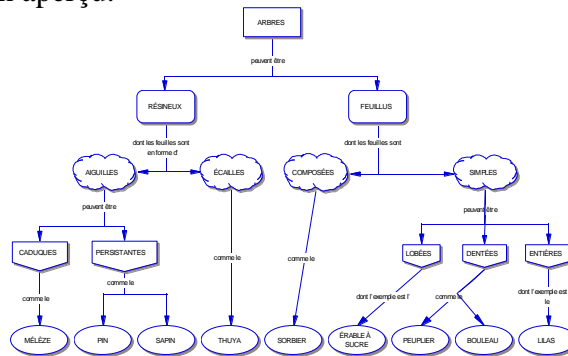 ARBRES
peuvent être
RÉSINEUX
FEUILLUS
dont les feuilles sont
en forme d'
dont les feuilles sont
AIGUILLES
ÉCAILLES
COMPOSÉES
SIMPLES
peuvent être
peuvent être
CADUQUES
PERSISTANTES
LOBÉES
DENTÉES
ENTIÈRES
comme le
comme le
comme le
comme le
dont l'exemple est l'
comme le
dont l'exemple est
le
MÉLÈZE
PIN
SAPIN
THUYA
SORBIER
ÉRABLE À
SUCRE
PEUPLIER
BOULEAU
LILAS